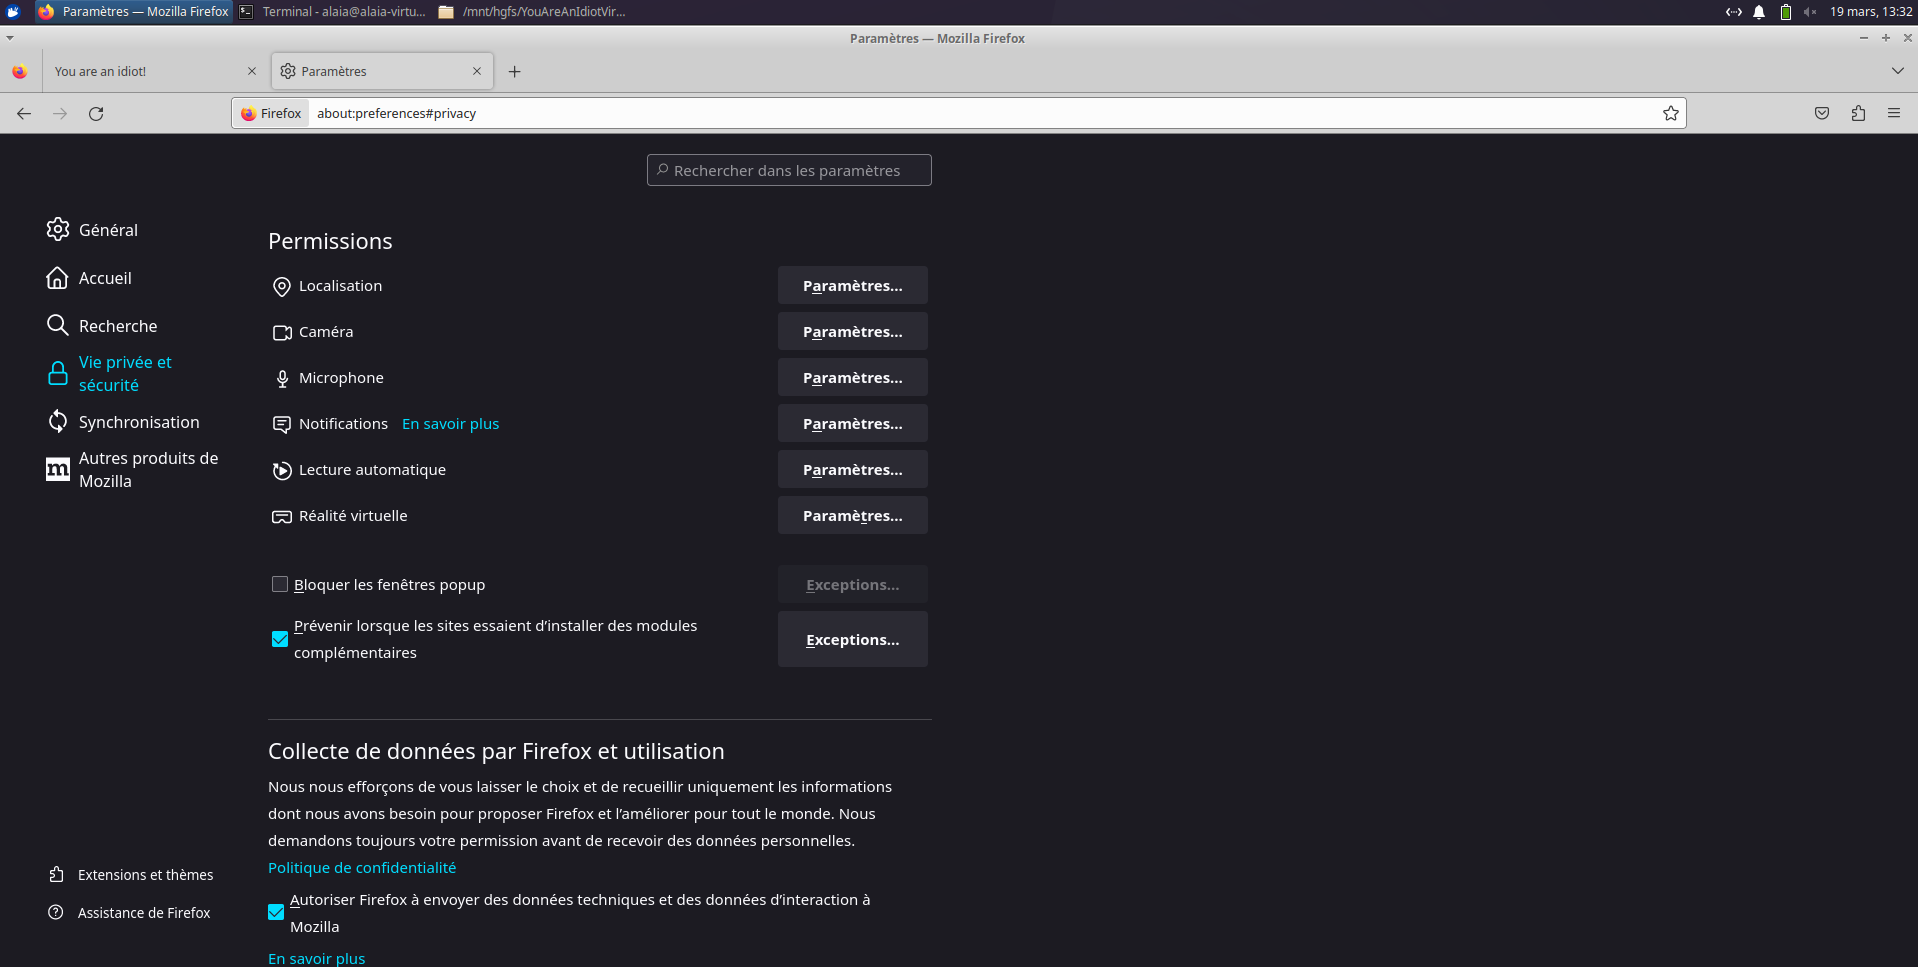 Paramètres — Mozilla Firefox
Terminal - alaia@alaia-virtu...
/mnt/hgfs/YouAreAnIdiotVir...
19 mars, 13:32
Paramètres — Mozilla Firefox
You are an idiot!
Paramètres
Firefox
about:preferences#privacy
Rechercher dans les paramètres
Général
Accueil
Recherche
Vie privée et
sécurité
Synchronisation
Autres produits de
Mozilla
Extensions et thèmes
Assistance de Firefox
Permissions
Localisation
Paramètres...
Caméra
Paramètres...
Microphone
Paramètres...
Notifications En savoir plus
Paramètres...
Lecture automatique
Paramètres...
Réalité virtuelle
Paramètres...
Bloquer les fenêtres popup
Exceptions...
Prévenir lorsque les sites essaient d’installer des modules
complémentaires
Exceptions...
Collecte de données par Firefox et utilisation
Nous nous efforçons de vous laisser le choix et de recueillir uniquement les informations
dont nous avons besoin pour proposer Firefox et l’améliorer pour tout le monde. Nous
demandons toujours votre permission avant de recevoir des données personnelles.
Politique de confidentialité
Autoriser Firefox à envoyer des données techniques et des données d’interaction à
Mozilla
En savoir plus